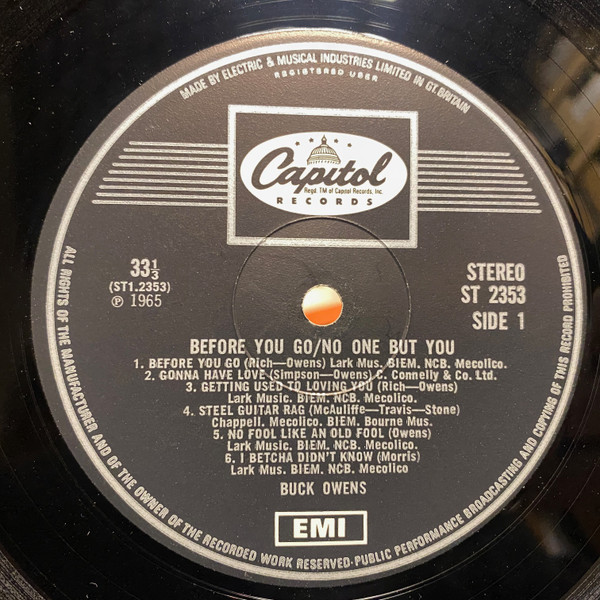 MADE BY ELECTRIC & MUSICAL INDUSTRIES LIMITED IN GT. BRITAIN
REGISTERED USER
Capitol
Regd. TM of Capitol Records, Inc.
RECORDS
33⅓
(ST1.2353)
Ⓟ 1965
STEREO
ST 2353
SIDE 1
BEFORE YOU GO/NO ONE BUT YOU
1. BEFORE YOU GO (Rich—Owens) Lark Mus. BIEM. NCB. Mecolico.
2. GONNA HAVE LOVE (Simpson—Owens) C. Connelly & Co. Ltd.
3. GETTING USED TO LOVING YOU (Rich—Owens)
Lark Music. BIEM. NCB. Mecolico.
4. STEEL GUITAR RAG (McAuliffe—Travis—Stone)
Chappell. Mecolico. BIEM. Bourne Mus.
5. NO FOOL LIKE AN OLD FOOL (Owens)
Lark Music. BIEM. NCB. Mecolico.
6. I BETCHA DIDN'T KNOW (Morris)
Lark Mus. BIEM. NCB. Mecolico
BUCK OWENS
EMI
ALL RIGHTS OF THE MANUFACTURER AND OF THE OWNER OF THE RECORDED WORK RESERVED·PUBLIC PERFORMANCE BROADCASTING AND COPYING OF THIS RECORD PROHIBITED